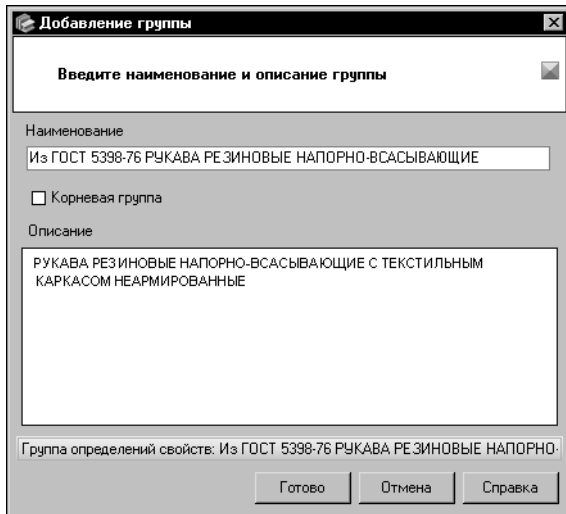 Добавление группы
Введите наименование и описание группы
Наименование
Из ГОСТ 5398-76 РУКАВА РЕЗИНОВЫЕ НАПОРНО-ВСАСЫВАЮЩИЕ
Корневая группа
Описание
РУКАВА РЕЗИНОВЫЕ НАПОРНО-ВСАСЫВАЮЩИЕ С ТЕКСТИЛЬНЫМ
КАРКАСОМ НЕАРМИРОВАННЫЕ
Группа определений свойств: Из ГОСТ 5398-76 РУКАВА РЕЗИНОВЫЕ НАПОРНО-
Готово Отмена Справка